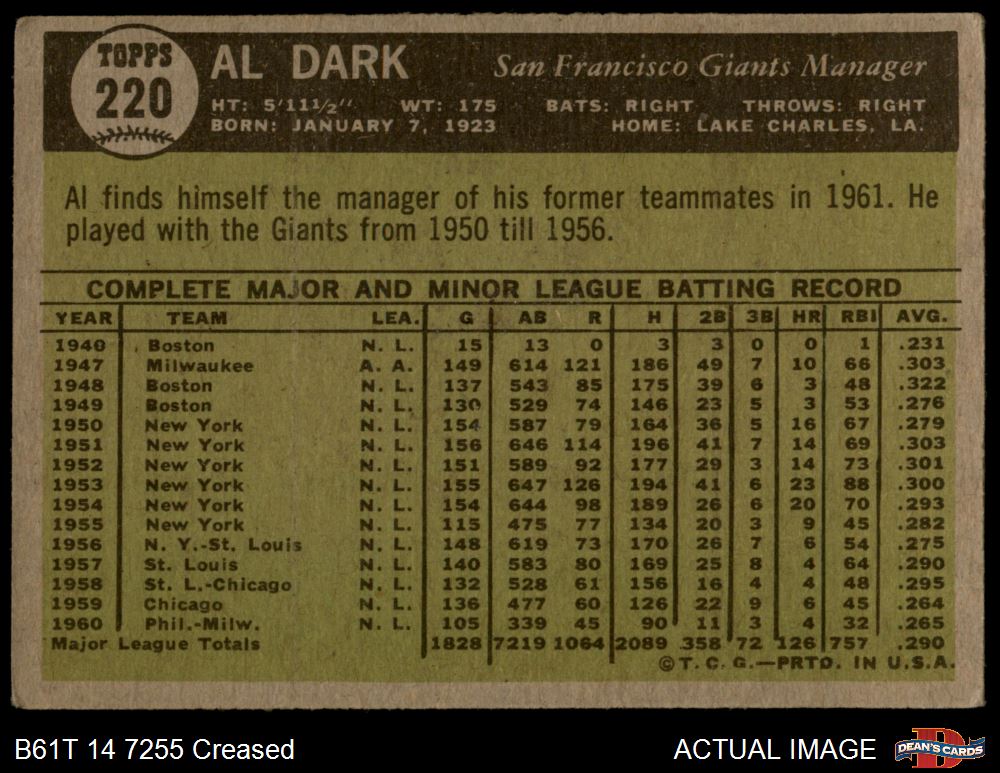 TOPPS
220
AL DARK San Francisco Giants Manager
HT: 5'11½" WT: 175 BATS: RIGHT THROWS: RIGHT
BORN: JANUARY 7, 1923 HOME: LAKE CHARLES, LA.
Al finds himself the manager of his former teammates in 1961. He
played with the Giants from 1950 till 1956.
COMPLETE MAJOR AND MINOR LEAGUE BATTING RECORD
YEAR TEAM LEA. G AB R H 2B 3B HR RBI AVG.
1940 Boston N. L. 15 13 0 3 3 0 0 1 .231
1947 Milwaukee A. A. 149 614 121 186 49 7 10 66 .303
1948 Boston N. L. 137 543 85 175 39 6 3 48 .322
1949 Boston N. L. 130 529 74 146 23 5 3 53 .276
1950 New York N. L. 154 587 79 164 36 5 16 67 .279
1951 New York N. L. 156 646 114 196 41 7 14 69 .303
1952 New York N. L. 151 589 92 177 29 3 14 73 .301
1953 New York N. L. 155 647 126 194 41 6 23 88 .300
1954 New York N. L. 154 644 98 189 26 6 20 70 .293
1955 New York N. L. 115 475 77 134 20 3 9 45 .282
1956 N. Y.-St. Louis N. L. 148 619 73 170 26 7 6 54 .275
1957 St. Louis N. L. 140 583 80 169 25 8 4 64 .290
1958 St. L.-Chicago N. L. 132 528 61 156 16 4 4 48 .295
1959 Chicago N. L. 136 477 60 126 22 9 6 45 .264
1960 Phil.-Milw. N. L. 105 339 45 90 11 3 4 32 .265
Major League Totals 1828 7219 1064 2089 358 72 126 757 .290
©T. C. G.—PRTD. IN U.S.A.
B61T 14 7255 Creased ACTUAL IMAGE DEAN'S CARDS